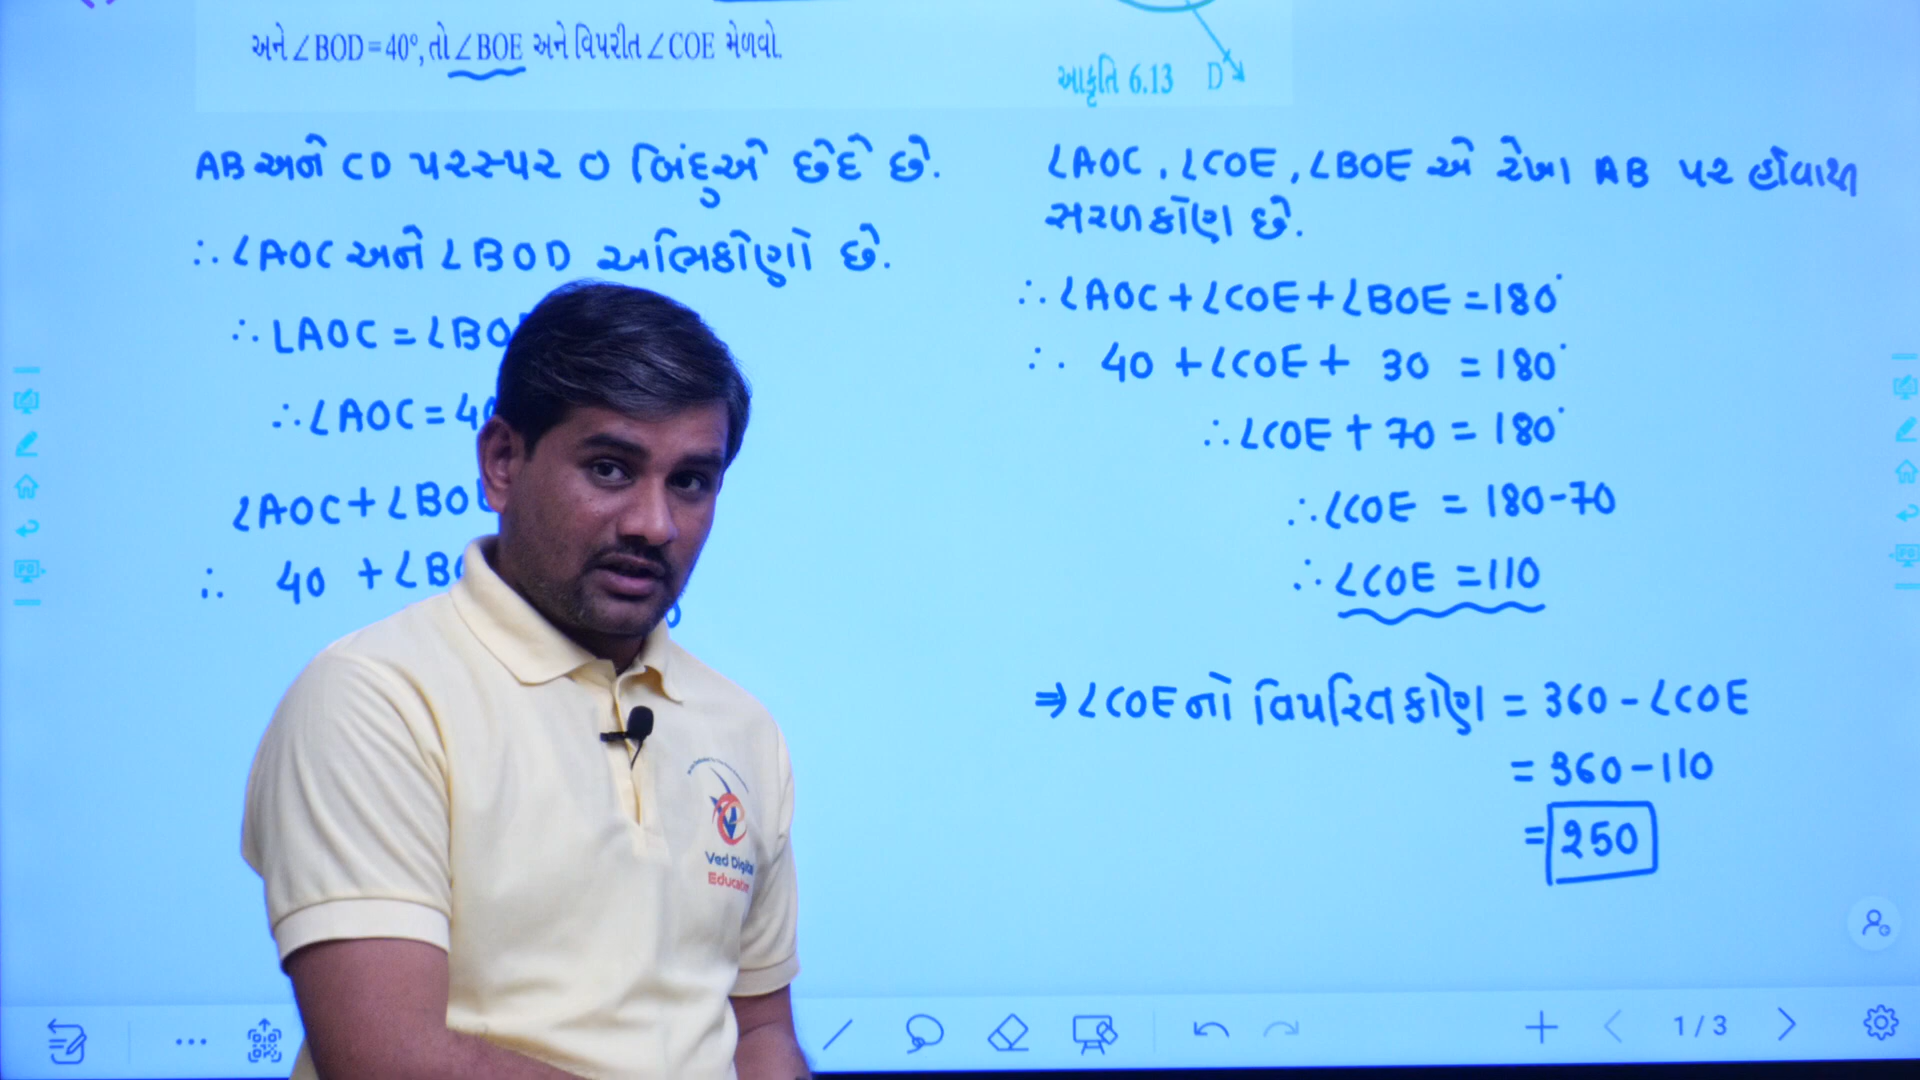 અને ∠BOD = 40°, તો ∠BOE અને વિપરીત ∠COE મેળવો.
આકૃતિ 6.13 D
AB અને CD પરસ્પર O બિંદુએ છેદે છે.
∴ ∠AOC અને ∠BOD અભિકોણો છે.
∴ ∠AOC = ∠BO
∴ ∠AOC = 40
∠AOC + ∠BO
∴ 40 + ∠BO
∠AOC, ∠COE, ∠BOE એ રેખા AB પર હોવાથી
સરળકોણ છે.
∴ ∠AOC + ∠COE + ∠BOE = 180°
∴ 40 + ∠COE + 30 = 180°
∴ ∠COE + 70 = 180°
∴ ∠COE = 180 - 70
∴ ∠COE = 110
⇒ ∠COE નો વિપરિત કોણ = 360 - ∠COE
= 360 - 110
= 250
Ved Digital
Education
1 / 3